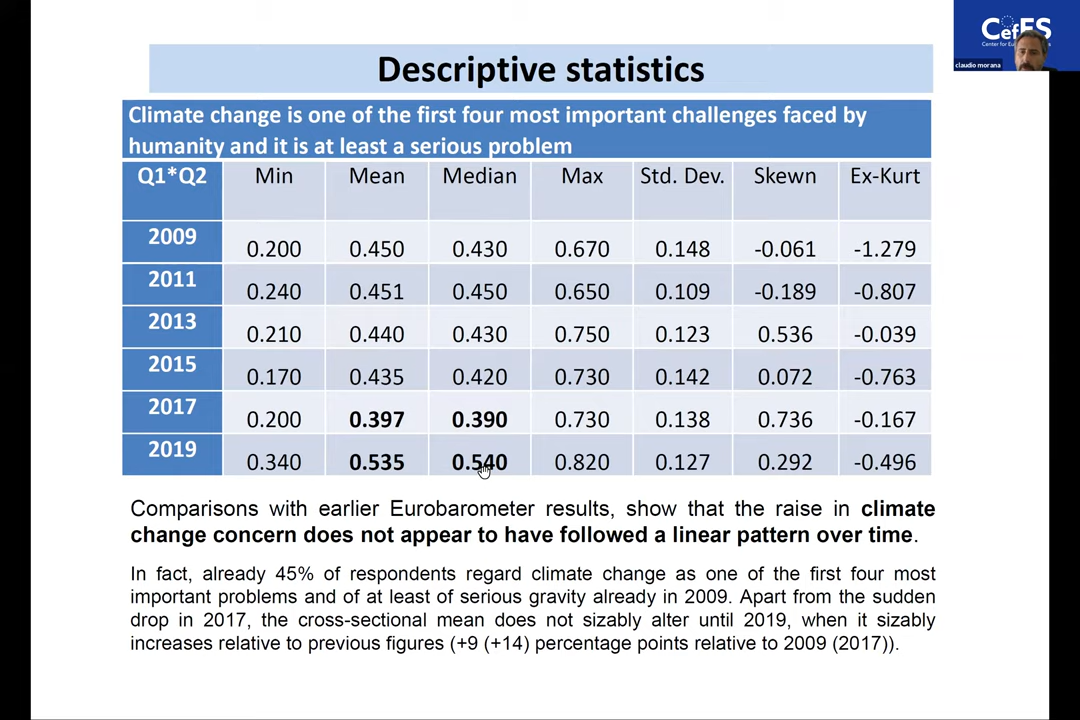 CefES
claudio morana
Descriptive statistics
Climate change is one of the first four most important challenges faced by
humanity and it is at least a serious problem
Q1*Q2 Min Mean Median Max Std. Dev. Skewn Ex-Kurt
2009 0.200 0.450 0.430 0.670 0.148 -0.061 -1.279
2011 0.240 0.451 0.450 0.650 0.109 -0.189 -0.807
2013 0.210 0.440 0.430 0.750 0.123 0.536 -0.039
2015 0.170 0.435 0.420 0.730 0.142 0.072 -0.763
2017 0.200 0.397 0.390 0.730 0.138 0.736 -0.167
2019 0.340 0.535 0.540 0.820 0.127 0.292 -0.496
Comparisons with earlier Eurobarometer results, show that the raise in climate
change concern does not appear to have followed a linear pattern over time.
In fact, already 45% of respondents regard climate change as one of the first four most
important problems and of at least of serious gravity already in 2009. Apart from the sudden
drop in 2017, the cross-sectional mean does not sizably alter until 2019, when it sizably
increases relative to previous figures (+9 (+14) percentage points relative to 2009 (2017)).